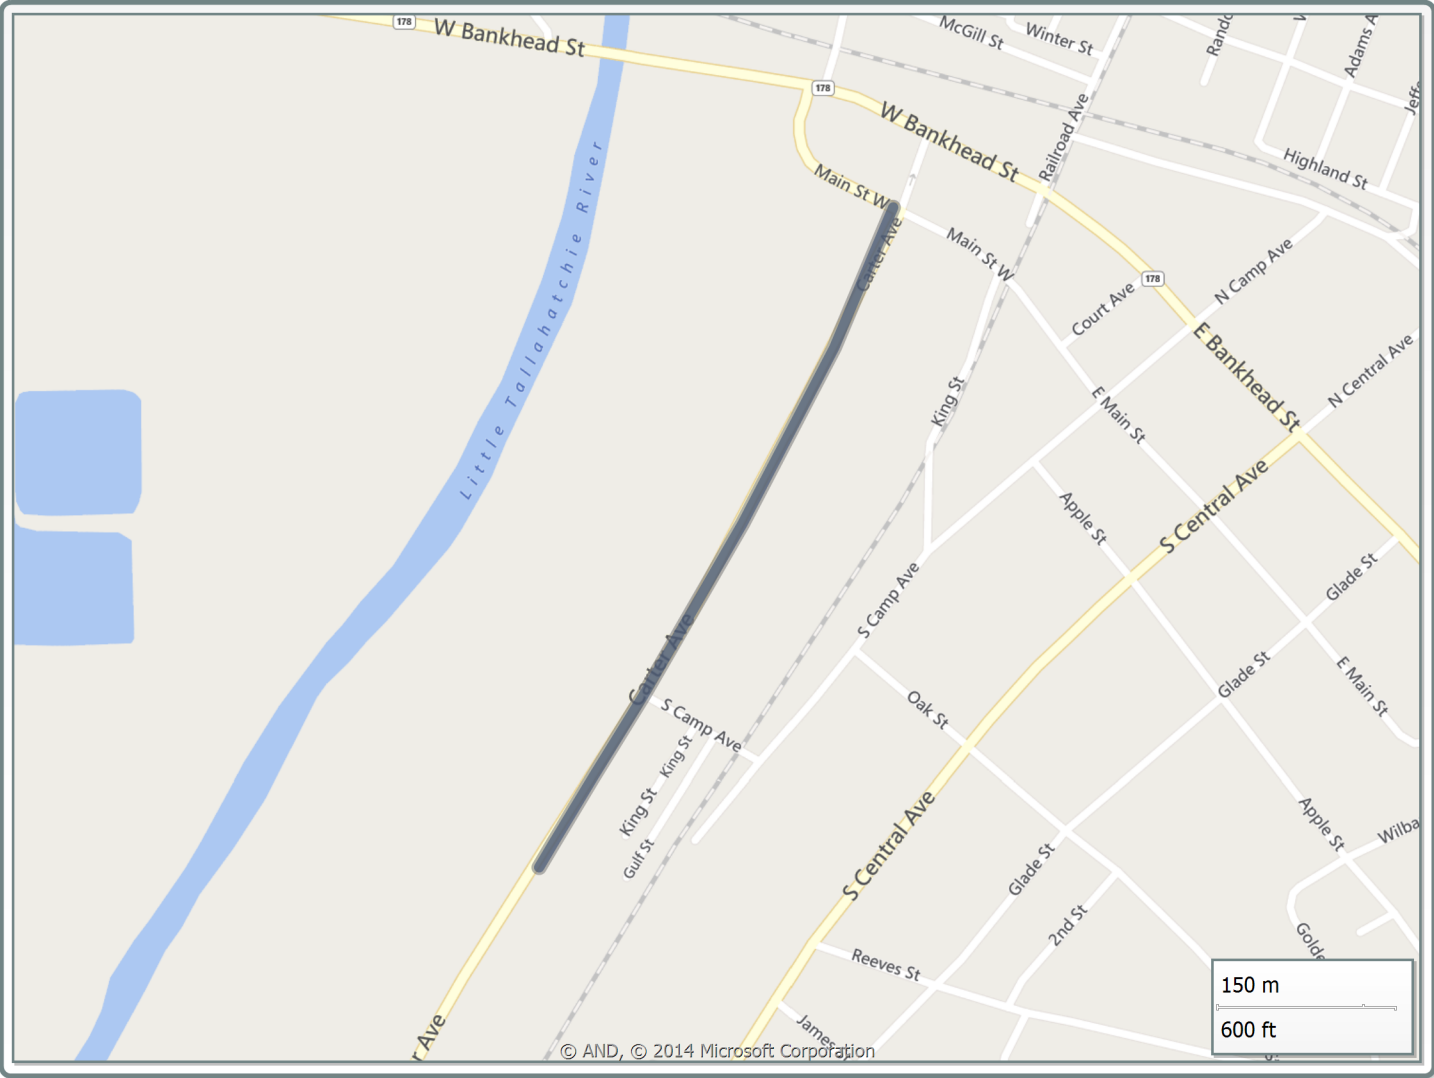 178
W Bankhead St
McGill St
Winter St
Adams A
178
W Bankhead St
Railroad Ave
Highland St
Little Tallahatchie River
Main St W
Carter Ave
Main St W
178
Court Ave
N Camp Ave
E Bankhead St
N Central Ave
King St
E Main St
S Central Ave
Apple St
Glade St
S Camp Ave
Carter Ave
S Camp Ave
King St
King St
Gulf St
Oak St
Glade St
E Main St
S Central Ave
Apple St
Wilba
Glade St
2nd St
Golde
Reeves St
James St
r Ave
150 m
600 ft
© AND, © 2014 Microsoft Corporation